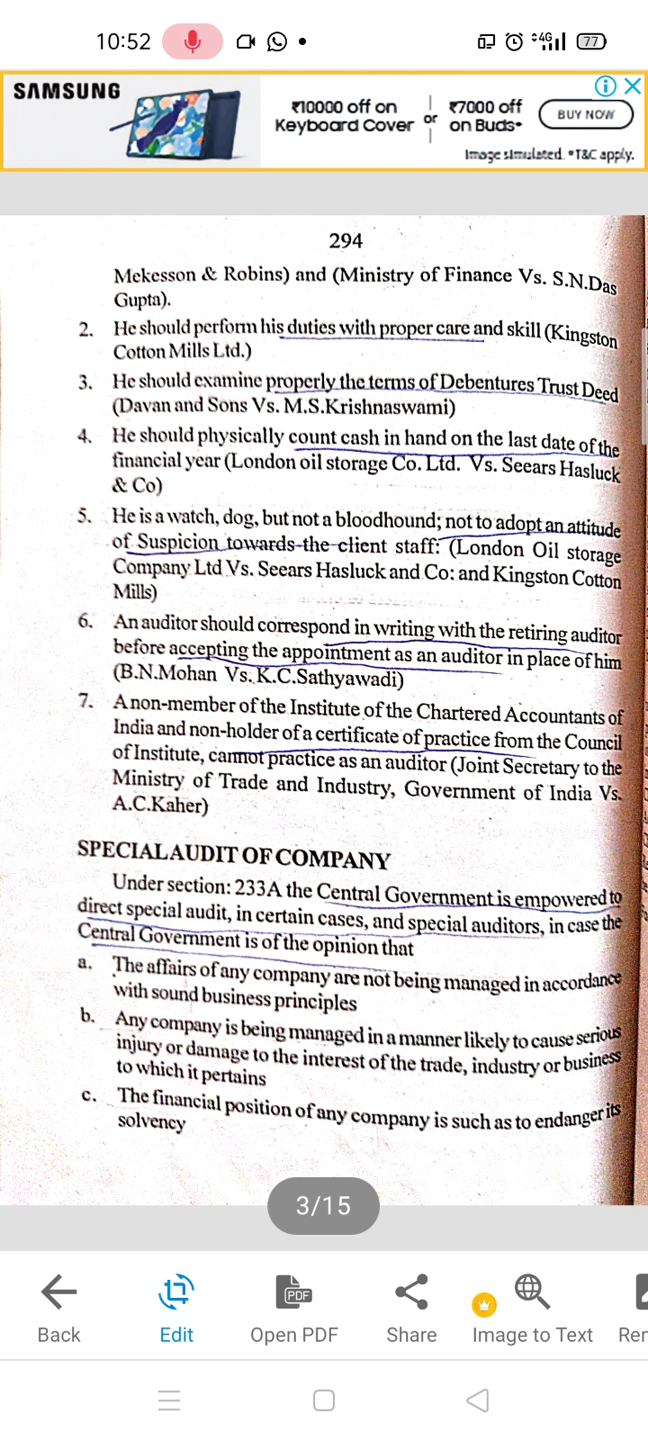 10:52
4G
77
SAMSUNG
₹10000 off on
Keyboard Cover
or
₹7000 off
on Buds*
BUY NOW
Image simulated. *T&C apply.
294
Mekesson & Robins) and (Ministry of Finance Vs. S.N.Das
Gupta).
2. He should perform his duties with proper care and skill (Kingston
Cotton Mills Ltd.)
3. He should examine properly the terms of Debentures Trust Deed
(Davan and Sons Vs. M.S.Krishnaswami)
4. He should physically count cash in hand on the last date of the
financial year (London oil storage Co. Ltd. Vs. Seears Hasluck
& Co)
5. He is a watch, dog, but not a bloodhound; not to adopt an attitude
of Suspicion towards the client staff: (London Oil storage
Company Ltd Vs. Seears Hasluck and Co: and Kingston Cotton
Mills)
6. An auditor should correspond in writing with the retiring auditor
before accepting the appointment as an auditor in place of him
(B.N.Mohan Vs. K.C.Sathyawadi)
7. A non-member of the Institute of the Chartered Accountants of
India and non-holder of a certificate of practice from the Council
of Institute, cannot practice as an auditor (Joint Secretary to the
Ministry of Trade and Industry, Government of India Vs.
A.C.Kaher)
SPECIAL AUDIT OF COMPANY
Under section: 233A the Central Government is empowered to
direct special audit, in certain cases, and special auditors, in case the
Central Government is of the opinion that
a. The affairs of any company are not being managed in accordance
with sound business principles
b. Any company is being managed in a manner likely to cause serious
injury or damage to the interest of the trade, industry or business
to which it pertains
c. The financial position of any company is such as to endanger its
solvency
3/15
PDF
Back
Edit
Open PDF
Share
Image to Text
Rer